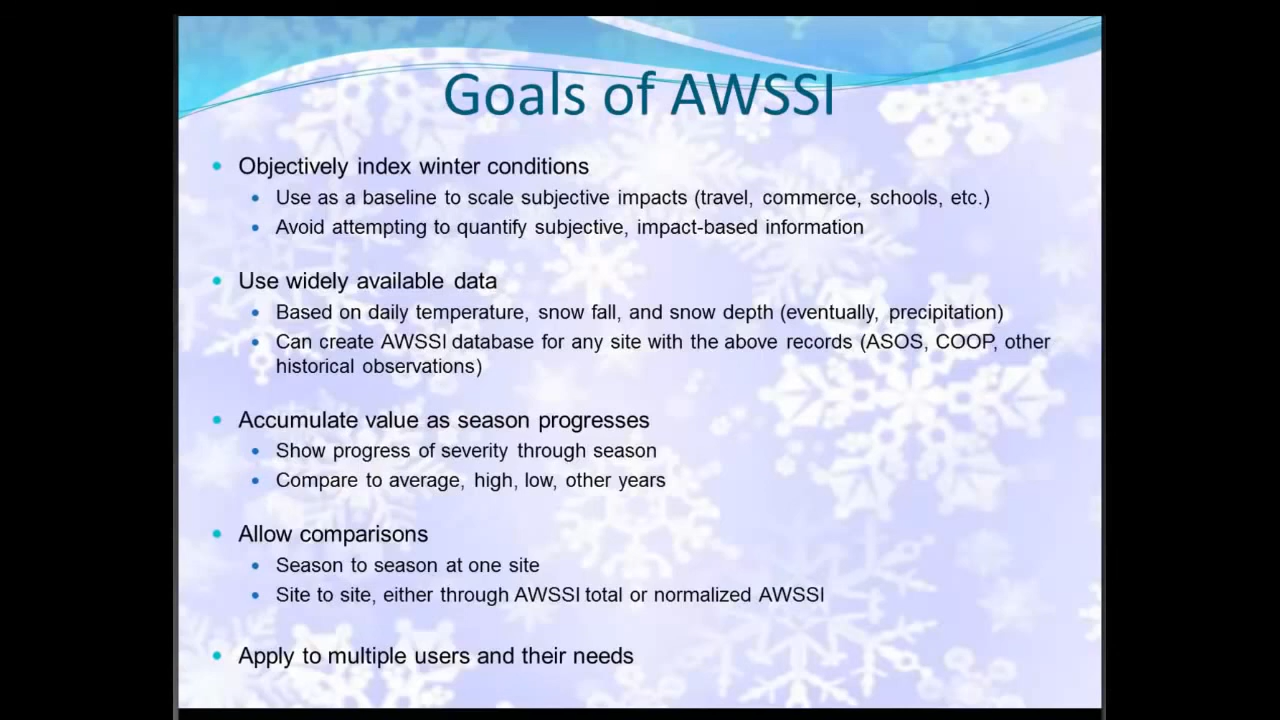 Goals of AWSSI
Objectively index winter conditions
Use as a baseline to scale subjective impacts (travel, commerce, schools, etc.)
Avoid attempting to quantify subjective, impact-based information
Use widely available data
Based on daily temperature, snow fall, and snow depth (eventually, precipitation)
Can create AWSSI database for any site with the above records (ASOS, COOP, other
historical observations)
Accumulate value as season progresses
Show progress of severity through season
Compare to average, high, low, other years
Allow comparisons
Season to season at one site
Site to site, either through AWSSI total or normalized AWSSI
Apply to multiple users and their needs